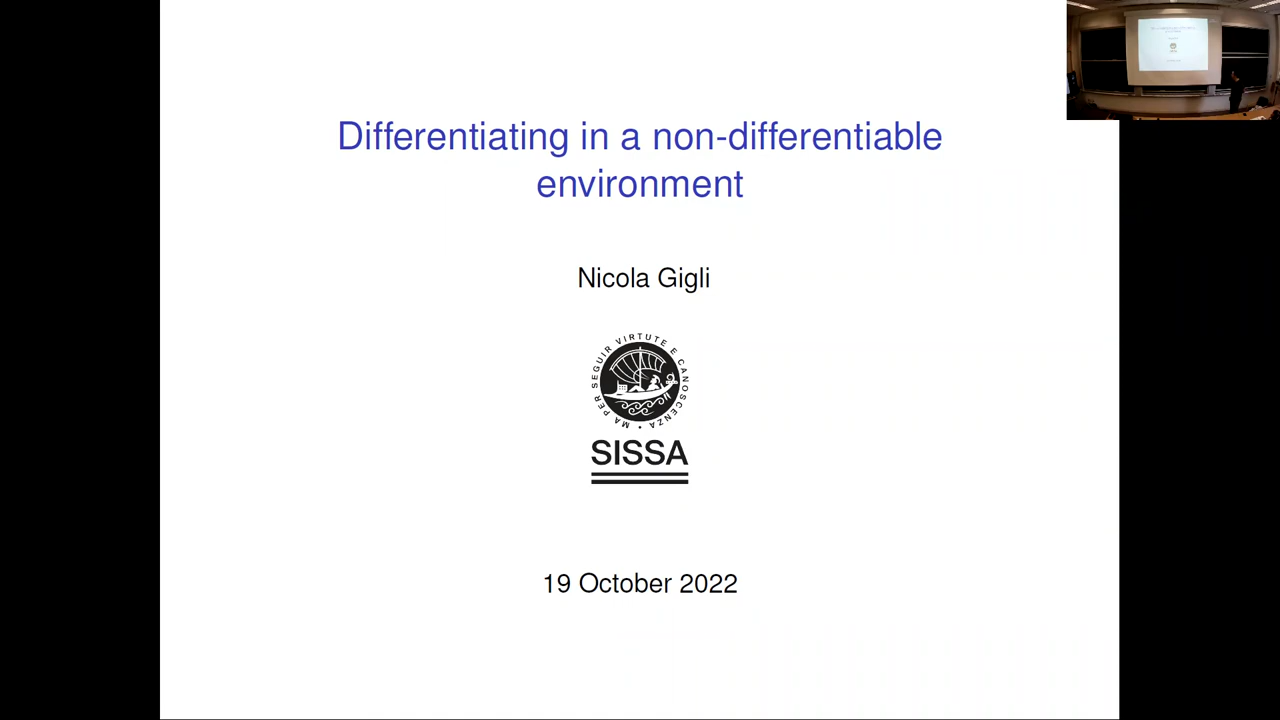 Differentiating in a non-differentiable
environment
Nicola Gigli
MA PER SEGUIR VIRTUTE E CANOSCENZA
SISSA
19 October 2022